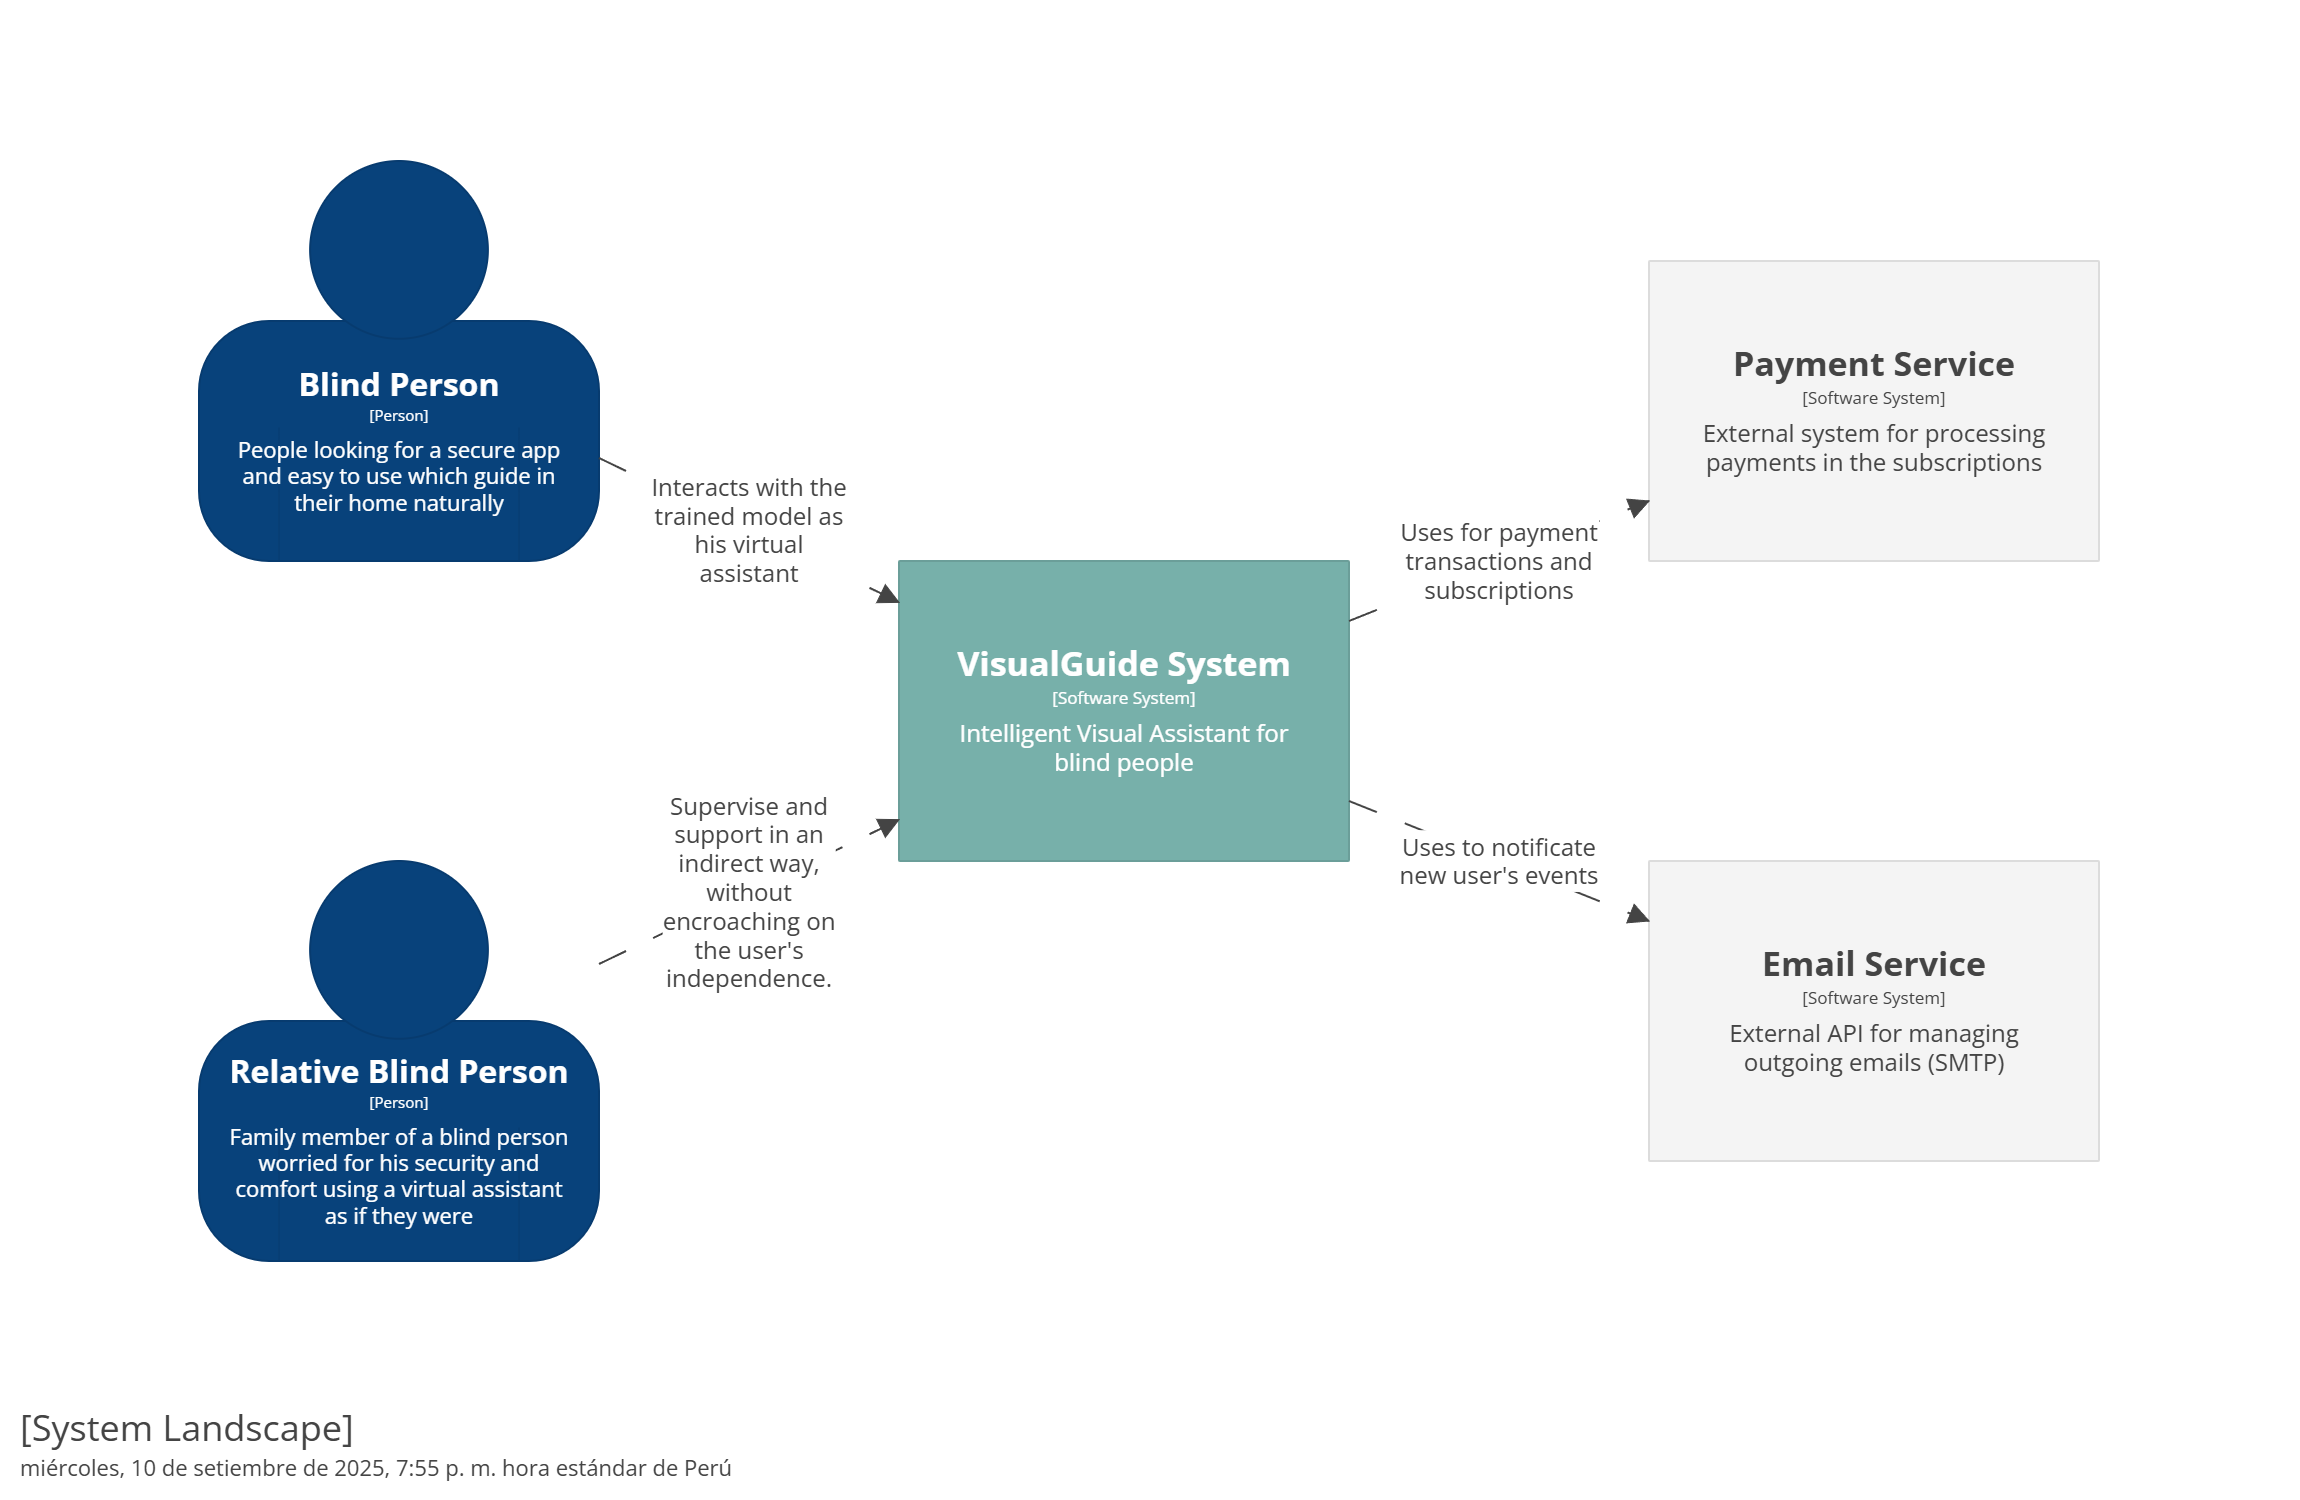 Blind Person
[Person]
People looking for a secure app
and easy to use which guide in
their home naturally
Interacts with the
trained model as
his virtual
assistant
Payment Service
[Software System]
External system for processing
payments in the subscriptions
Uses for payment
transactions and
subscriptions
VisualGuide System
[Software System]
Intelligent Visual Assistant for
blind people
Supervise and
support in an
indirect way,
without
encroaching on
the user's
independence.
Uses to notificate
new user's events
Email Service
[Software System]
External API for managing
outgoing emails (SMTP)
Relative Blind Person
[Person]
Family member of a blind person
worried for his security and
comfort using a virtual assistant
as if they were
[System Landscape]
miércoles, 10 de setiembre de 2025, 7:55 p. m. hora estándar de Perú